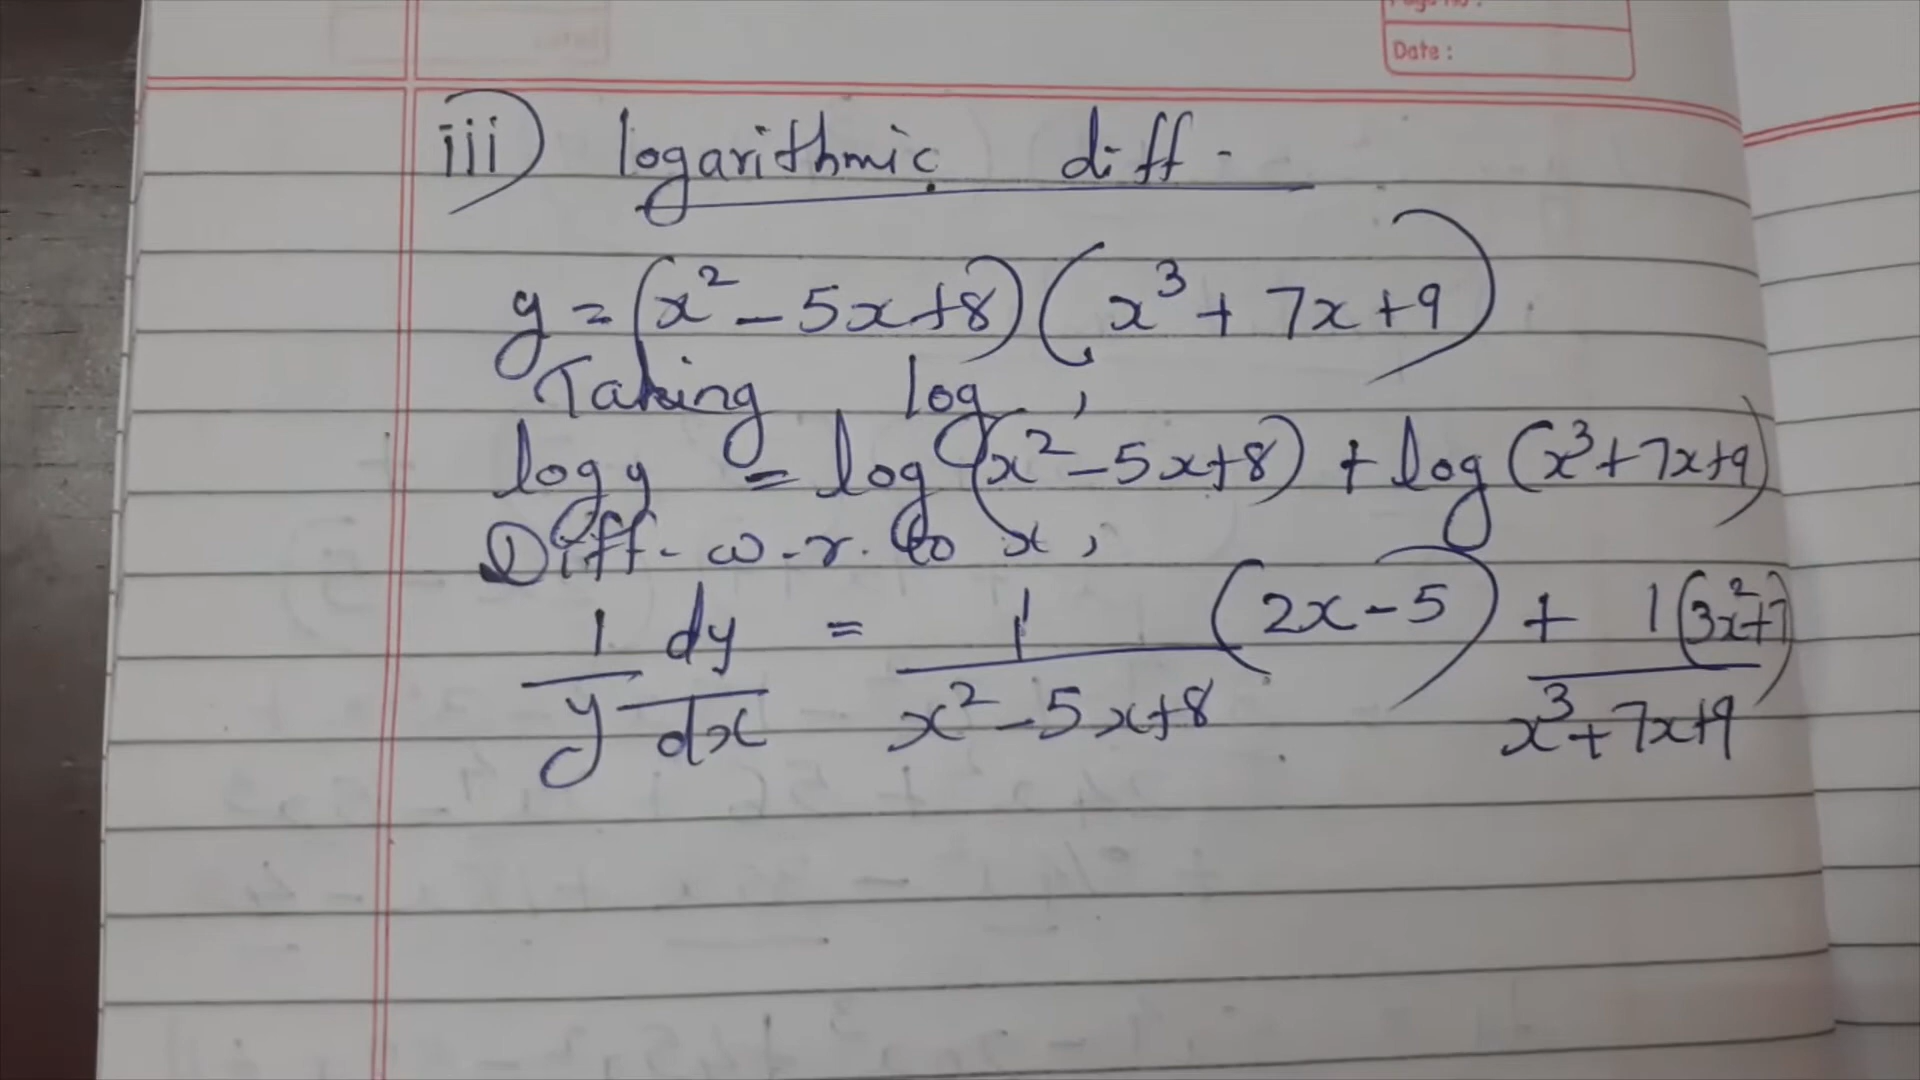 Date :
iii) logarithmic diff.
y = (x² - 5x + 8) (x³ + 7x + 9)
Taking log,
log y = log (x² - 5x + 8) + log (x³ + 7x + 9)
Diff. w.r. to x,
1/y dy/dx = 1/(x² - 5x + 8) (2x - 5) + 1(3x² + 7)/(x³ + 7x + 9)